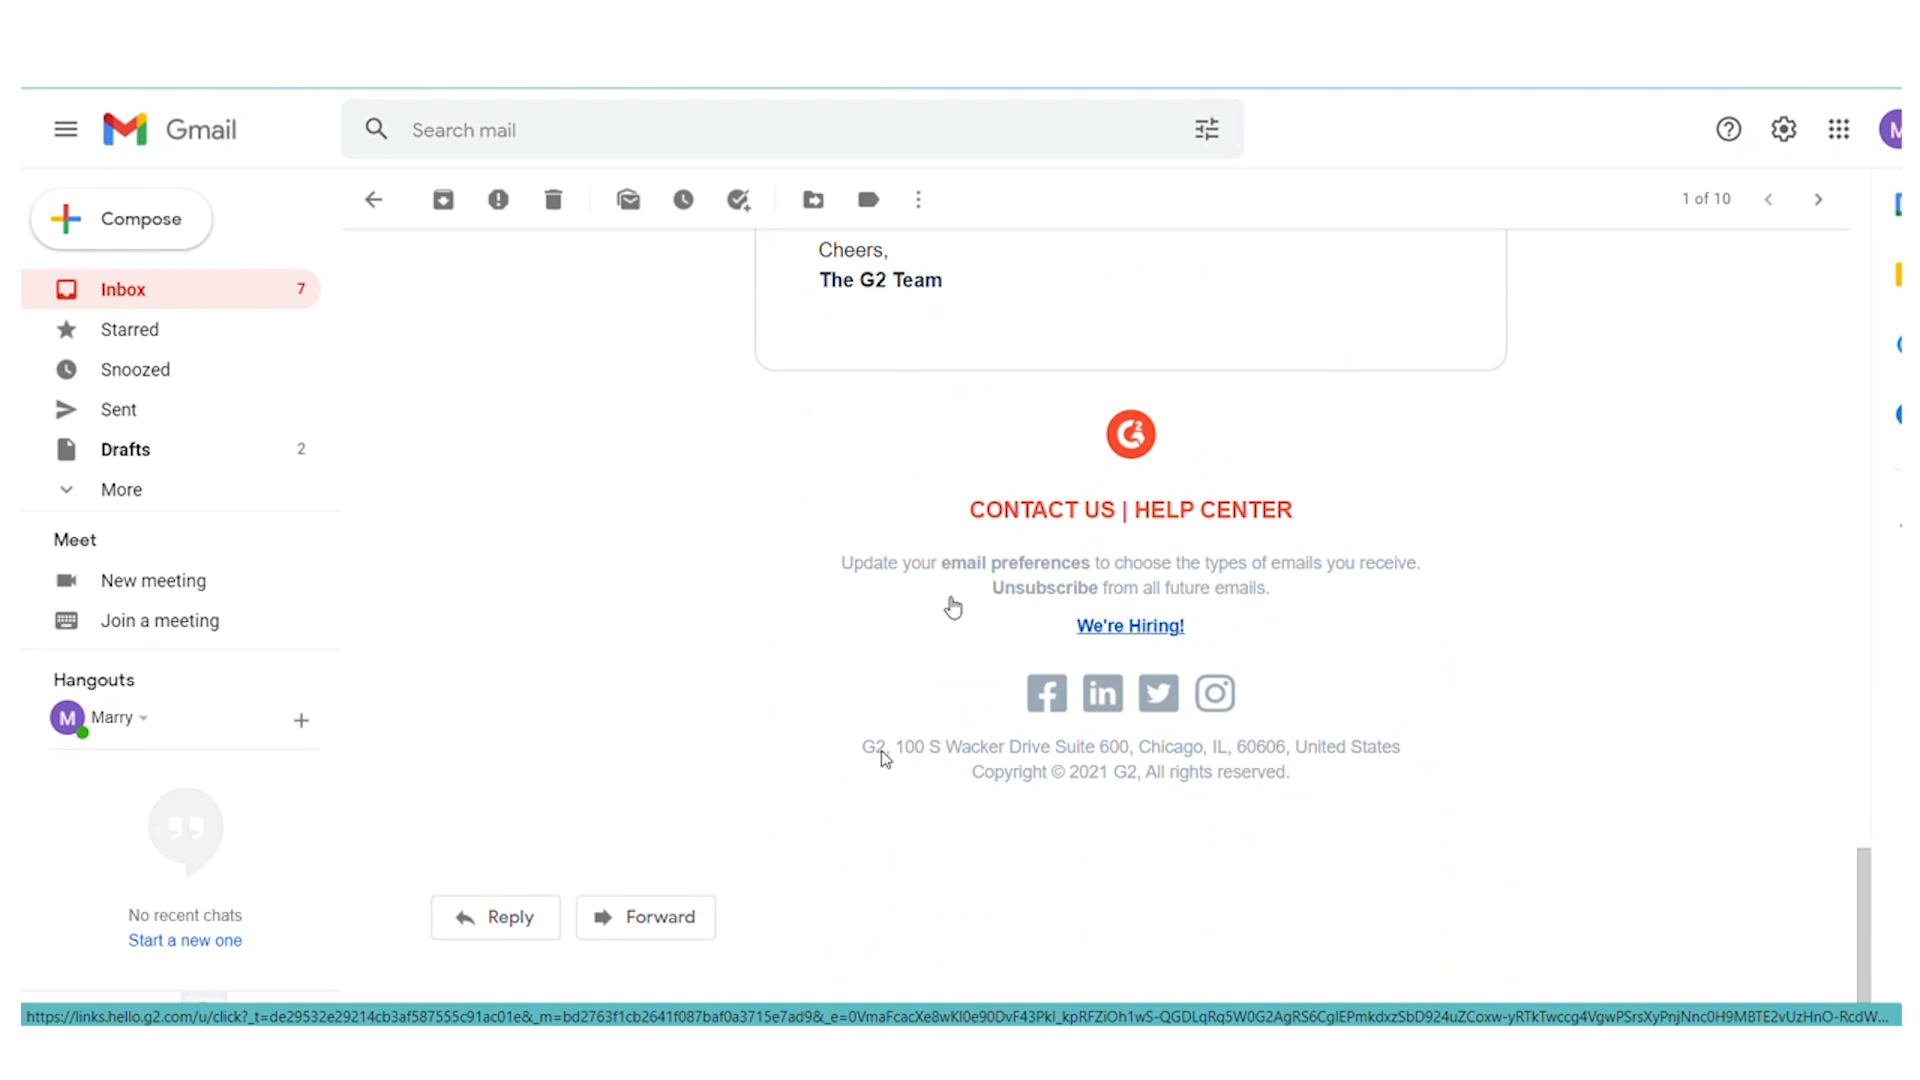 Gmail
Search mail
M
Compose
1 of 10
Inbox 7
Starred
Snoozed
Sent
Drafts 2
More
Meet
New meeting
Join a meeting
Hangouts
M Marry
No recent chats
Start a new one
Cheers,
The G2 Team
CONTACT US | HELP CENTER
Update your email preferences to choose the types of emails you receive.
Unsubscribe from all future emails.
We're Hiring!
G2, 100 S Wacker Drive Suite 600, Chicago, IL, 60606, United States
Copyright © 2021 G2, All rights reserved.
Reply
Forward